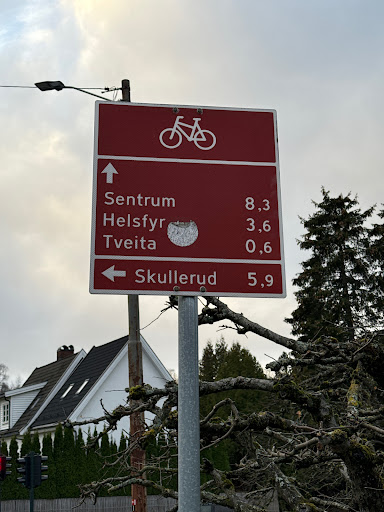 Sentrum 8,3
Helsfyr 3,6
Tveita 0,6
Skullerud 5,9